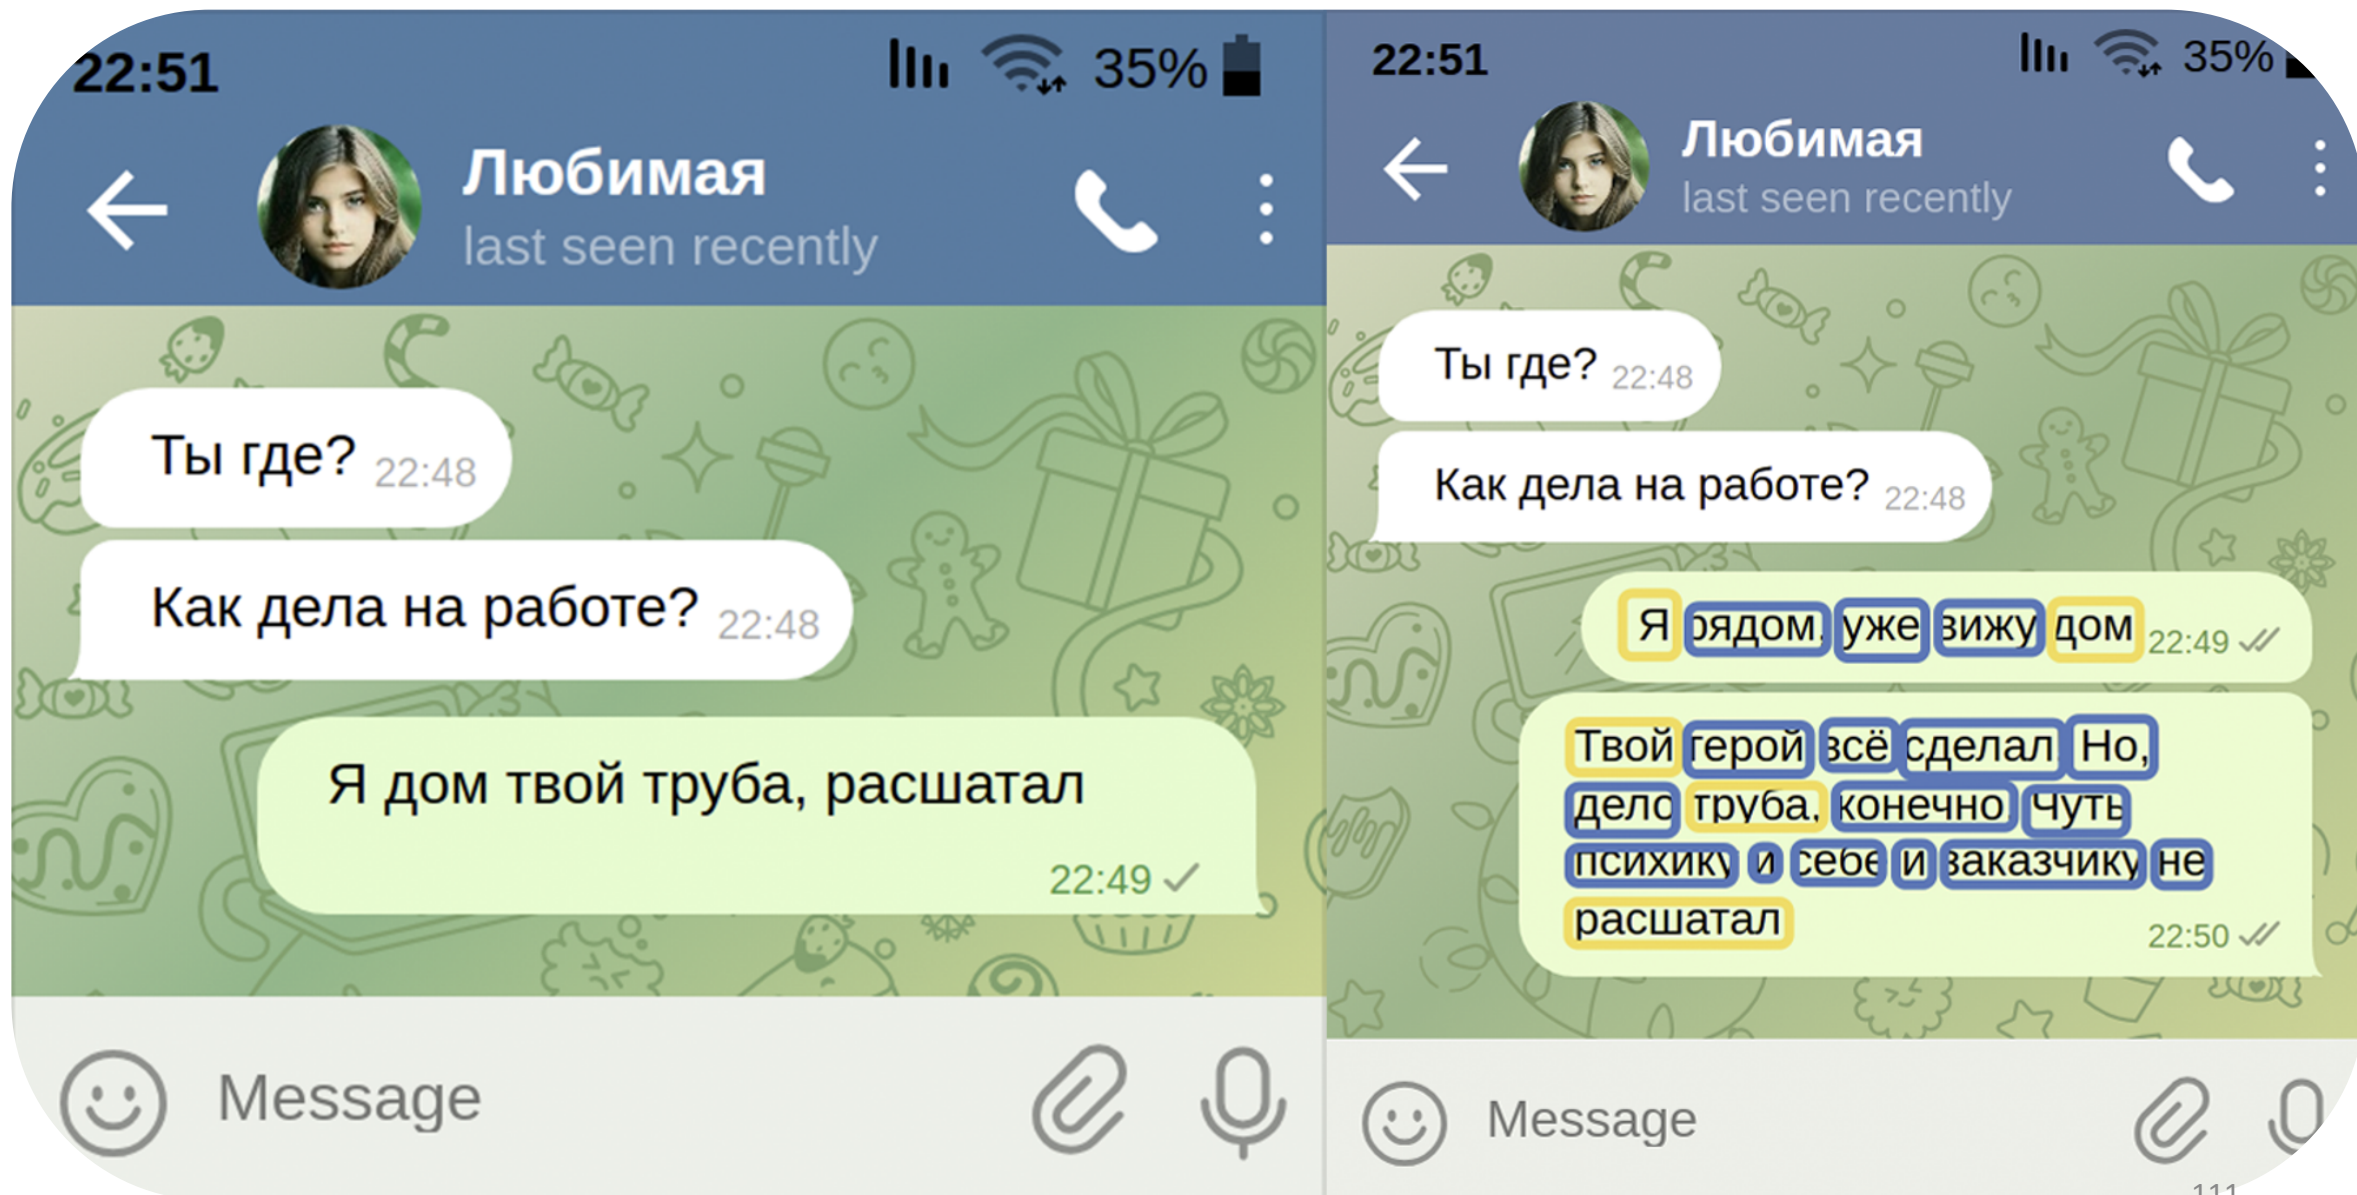 22:51
35%
Любимая
last seen recently
Ты где? 22:48
Как дела на работе? 22:48
Я дом твой труба, расшатал
22:49
Message
22:51
35%
Любимая
last seen recently
Ты где? 22:48
Как дела на работе? 22:48
Я рядом, уже вижу дом 22:49
Твой герой всё сделал. Но,
дело труба, конечно. Чуть
психику и себе и заказчику не
расшатал
22:50
Message
111